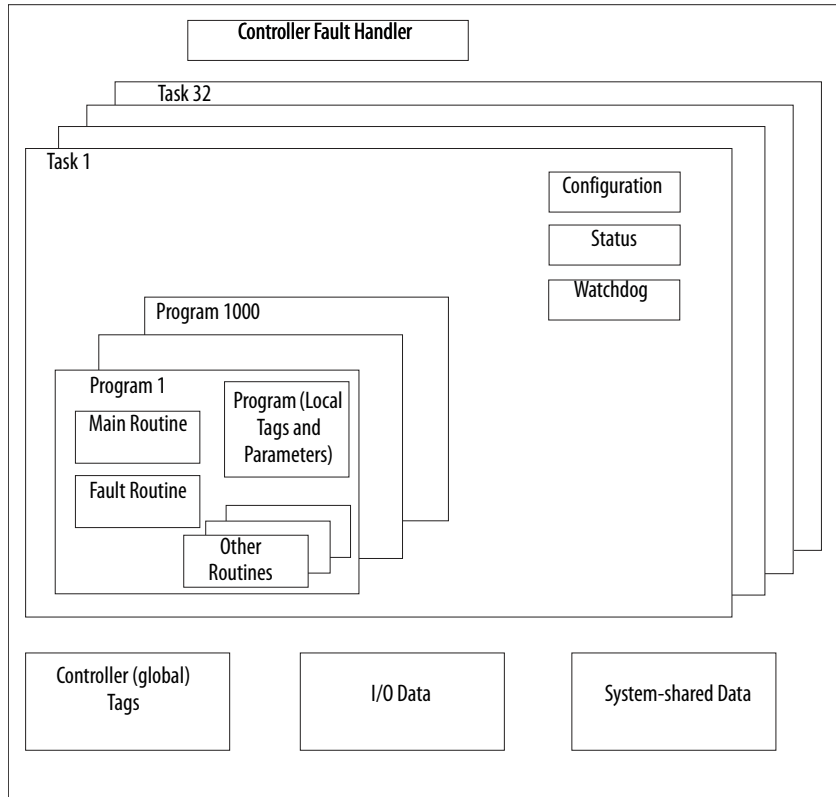 Controller Fault Handler
Task 32
Task 1
Configuration
Status
Watchdog
Program 1000
Program 1
Program (Local
Tags and
Parameters)
Main Routine
Fault Routine
Other
Routines
Controller (global)
Tags
I/O Data
System-shared Data